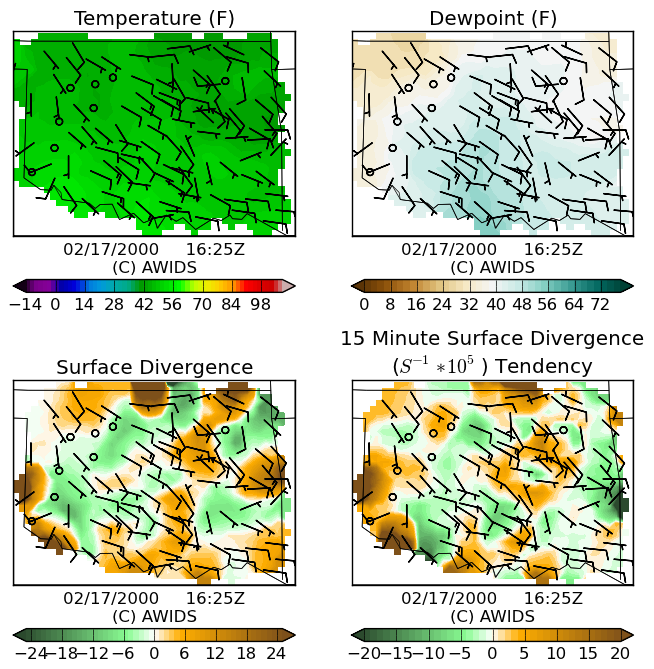 Temperature (F)
Dewpoint (F)
02/17/2000 16:25Z
(C) AWIDS
02/17/2000 16:25Z
(C) AWIDS
−14 0 14 28 42 56 70 84 98
0 8 16 24 32 40 48 56 64 72
Surface Divergence
15 Minute Surface Divergence
(S⁻¹ *10⁵ ) Tendency
02/17/2000 16:25Z
(C) AWIDS
02/17/2000 16:25Z
(C) AWIDS
−24 −18 −12 −6 0 6 12 18 24
−20 −15 −10 −5 0 5 10 15 20